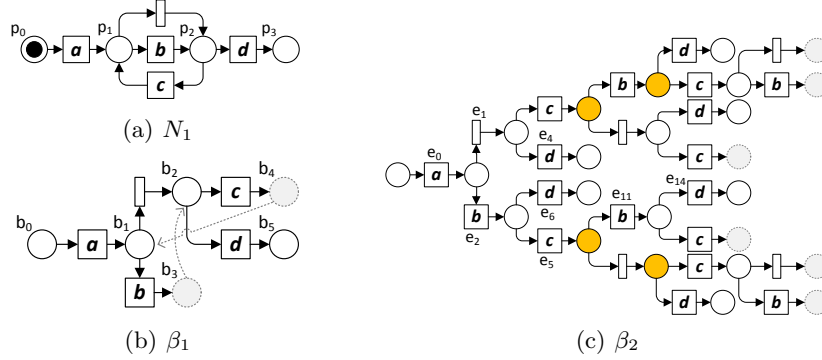 p₀ a p₁ b p₂ d p₃
c
(a) N₁
b₀ a b₁ b₂ c b₄
d b₅
b b₃
(b) β₁
d
b c b
e₁ c d
e₀ e₄ c
a d
e₆ e₁₁ e₁₄
b d b d
e₂ c c
e₅ c
d b
(c) β₂